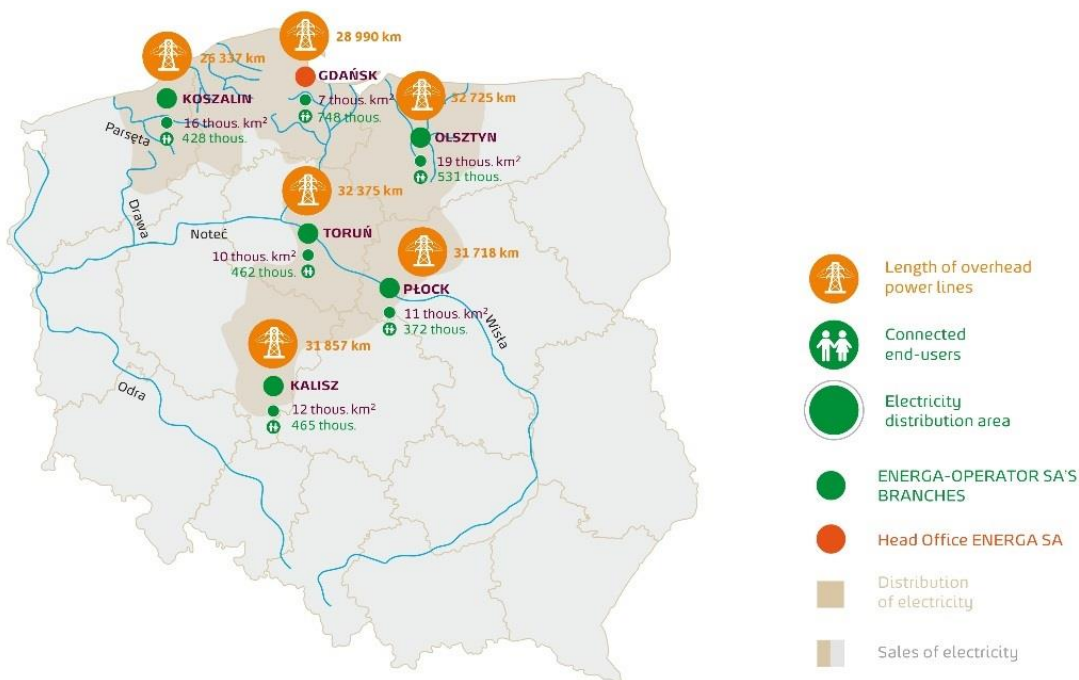 28 990 km
26 337 km
GDAŃSK
KOSZALIN
7 thous. km²
32 725 km
16 thous. km²
748 thous.
Parsęta
428 thous.
OLSZTYN
19 thous. km²
531 thous.
32 375 km
Drawa
Noteć
TORUŃ
31 718 km
10 thous. km²
462 thous.
PŁOCK
11 thous. km²
372 thous.
Wisła
31 857 km
Odra
KALISZ
12 thous. km²
465 thous.
Length of overhead
power lines
Connected
end-users
Electricity
distribution area
ENERGA-OPERATOR SA'S
BRANCHES
Head Office ENERGA SA
Distribution
of electricity
Sales of electricity